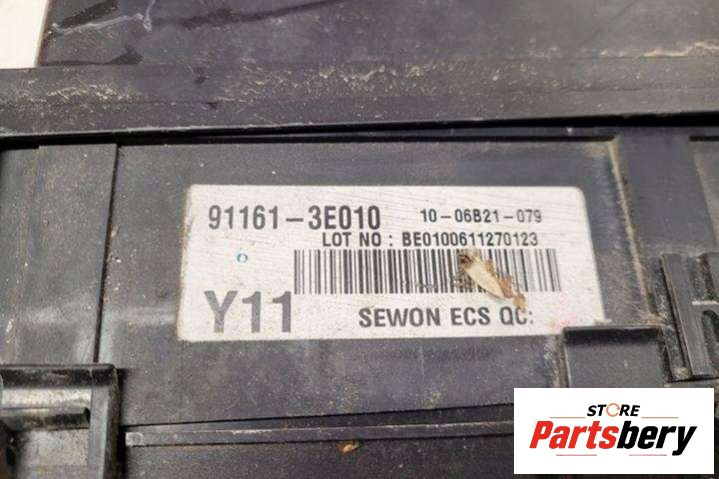 91161-3E010 10-06B21-079
LOT NO : BE0100611270123
Y11 SEWON ECS QC:
STORE
Partsbery